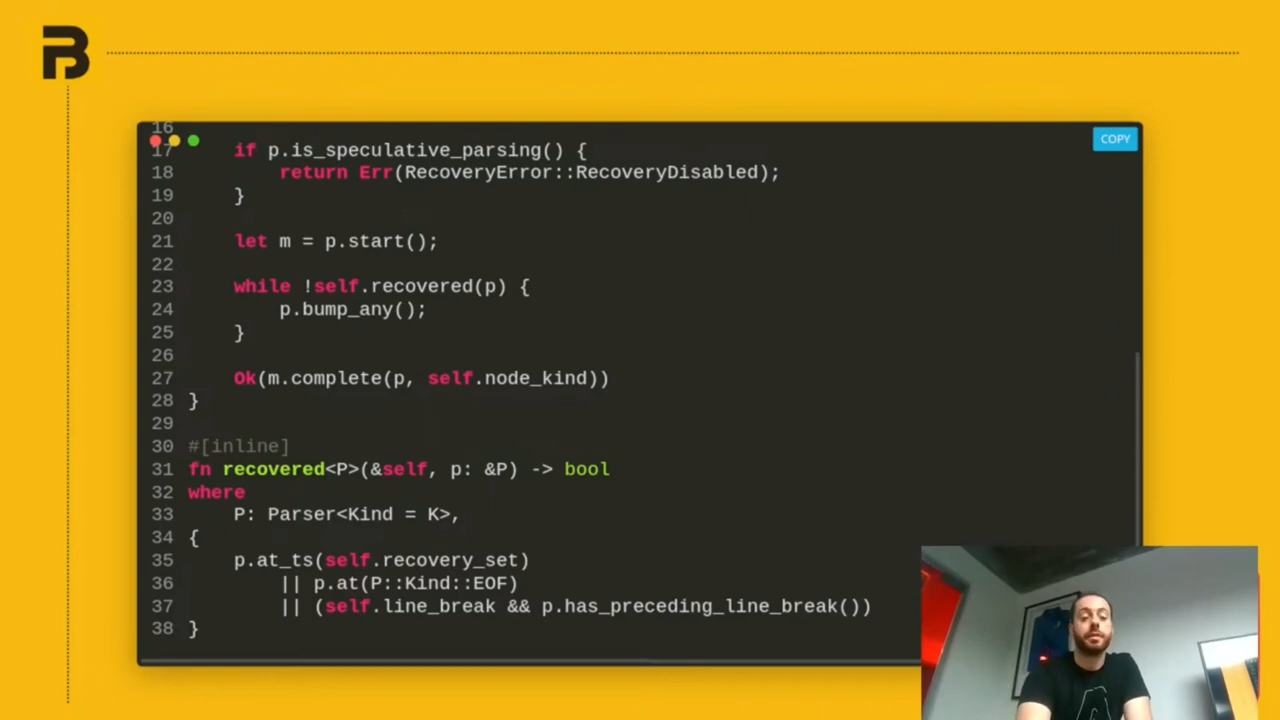 B
COPY
16
17 if p.is_speculative_parsing() {
18 return Err(RecoveryError::RecoveryDisabled);
19 }
20
21 let m = p.start();
22
23 while !self.recovered(p) {
24 p.bump_any();
25 }
26
27 Ok(m.complete(p, self.node_kind))
28 }
29
30 #[inline]
31 fn recovered<P>(&self, p: &P) -> bool
32 where
33 P: Parser<Kind = K>,
34 {
35 p.at_ts(self.recovery_set)
36 || p.at(P::Kind::EOF)
37 || (self.line_break && p.has_preceding_line_break())
38 }